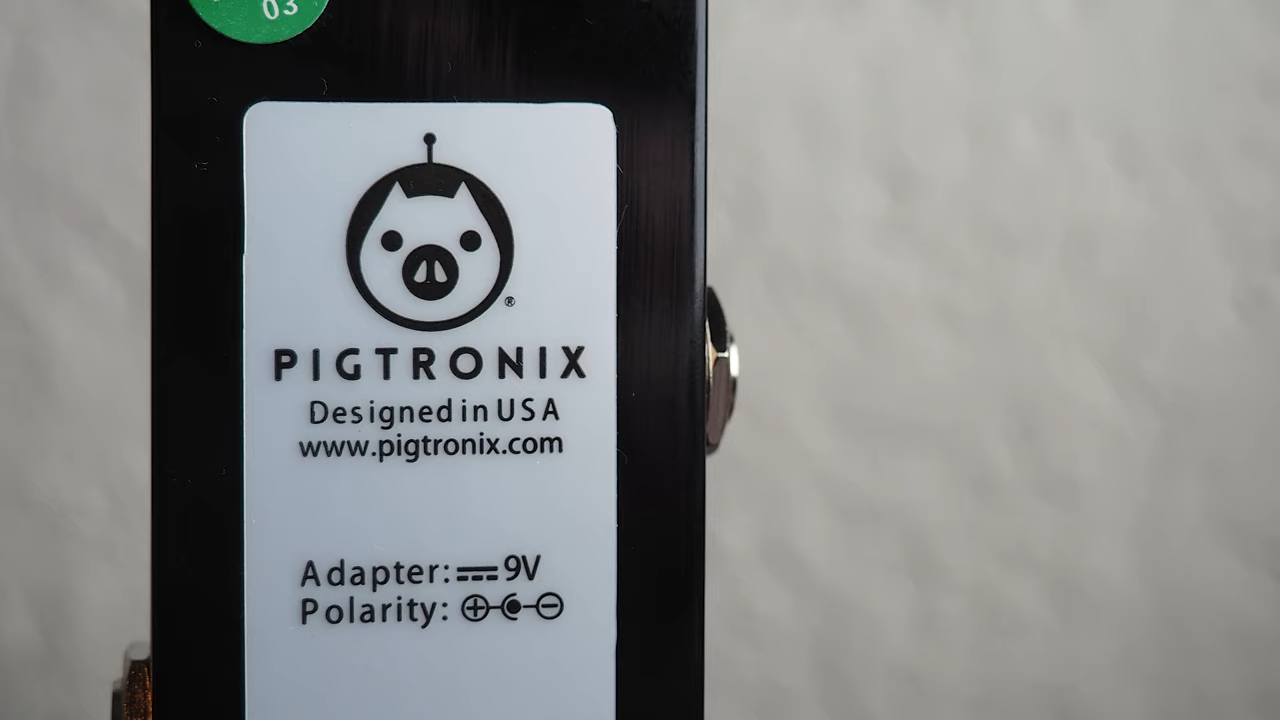 03
®
PIGTRONIX
Designed in USA
www.pigtronix.com
Adapter: ⎓ 9V
Polarity: ⊕--⊖